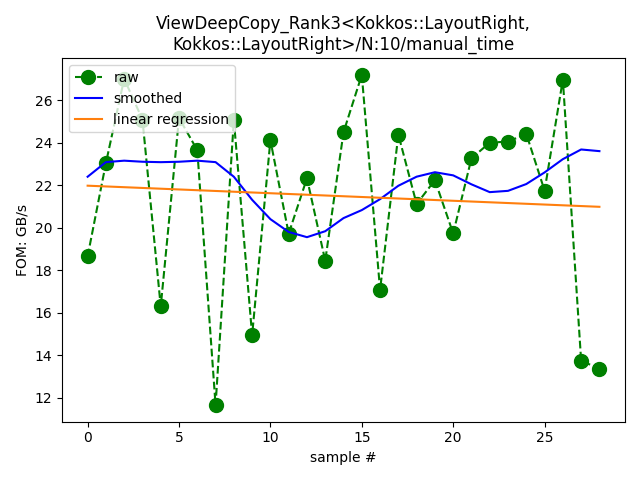 ViewDeepCopy_Rank3<Kokkos::LayoutRight,
Kokkos::LayoutRight>/N:10/manual_time
raw
smoothed
linear regression
FOM: GB/s
26
24
22
20
18
16
14
12
0
5
10
15
20
25
sample #